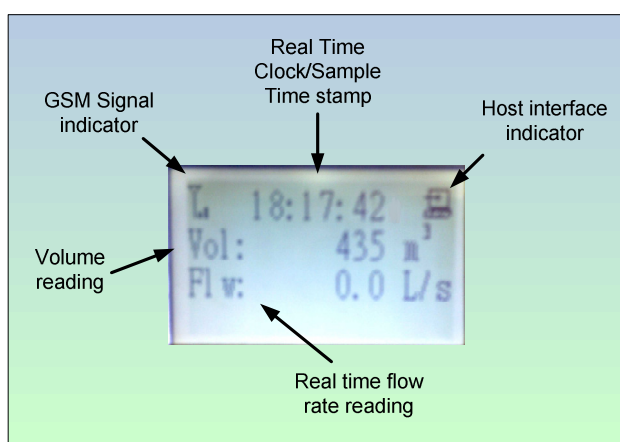 Real Time
Clock/Sample
Time stamp
GSM Signal
indicator
Host interface
indicator
18:17:42
Volume
reading
Vol: 435 m³
Flw: 0.0 L/s
Real time flow
rate reading